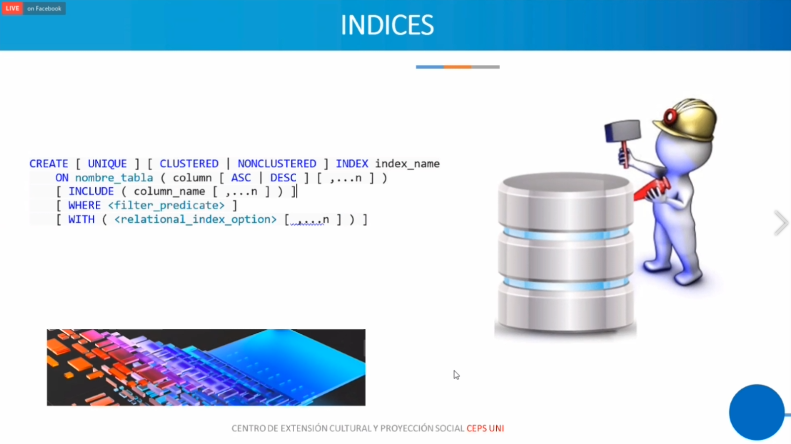 LIVE on Facebook
INDICES
CREATE [ UNIQUE ] [ CLUSTERED | NONCLUSTERED ] INDEX index_name
ON nombre_tabla ( column [ ASC | DESC ] [ ,...n ] )
[ INCLUDE ( column_name [ ,...n ] ) ]
[ WHERE <filter_predicate> ]
[ WITH ( <relational_index_option> [ ,...n ] ) ]
CENTRO DE EXTENSIÓN CULTURAL Y PROYECCIÓN SOCIAL CEPS UNI